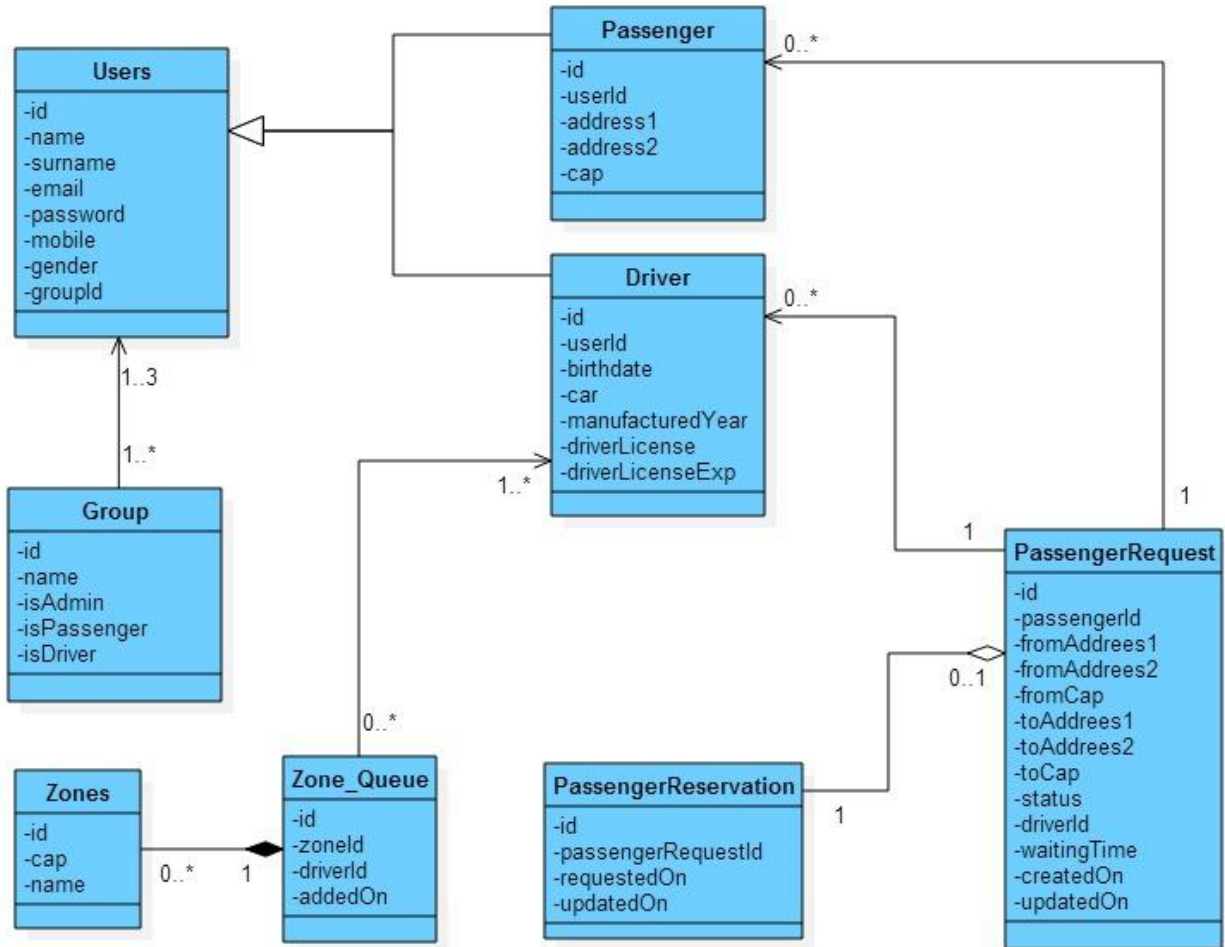 Users
-id
-name
-surname
-email
-password
-mobile
-gender
-groupId
Passenger
-id
-userId
-address1
-address2
-cap
0..*
Driver
-id
-userId
-birthdate
-car
-manufacturedYear
-driverLicense
-driverLicenseExp
0..*
1..3
1..*
1..*
Group
-id
-name
-isAdmin
-isPassenger
-isDriver
1
1
PassengerRequest
-id
-passengerId
-fromAddrees1
-fromAddrees2
-fromCap
-toAddrees1
-toAddrees2
-toCap
-status
-driverId
-waitingTime
-createdOn
-updatedOn
0..1
0..*
Zones
-id
-cap
-name
0..*
1
Zone_Queue
-id
-zoneId
-driverId
-addedOn
PassengerReservation
-id
-passengerRequestId
-requestedOn
-updatedOn
1